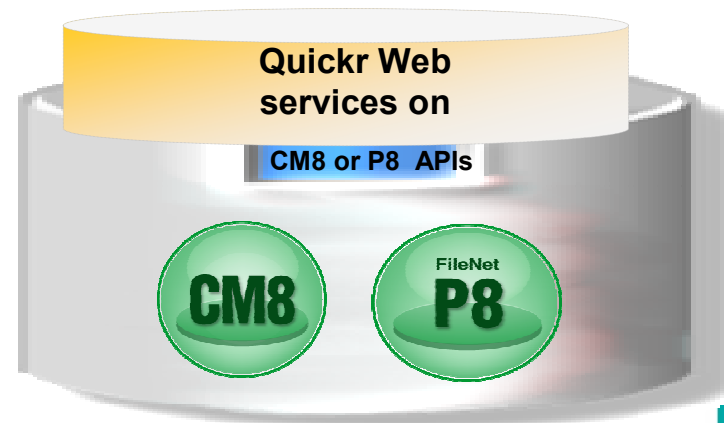 Quickr Web
services on
CM8 or P8 APIs
CM8
FileNet
P8